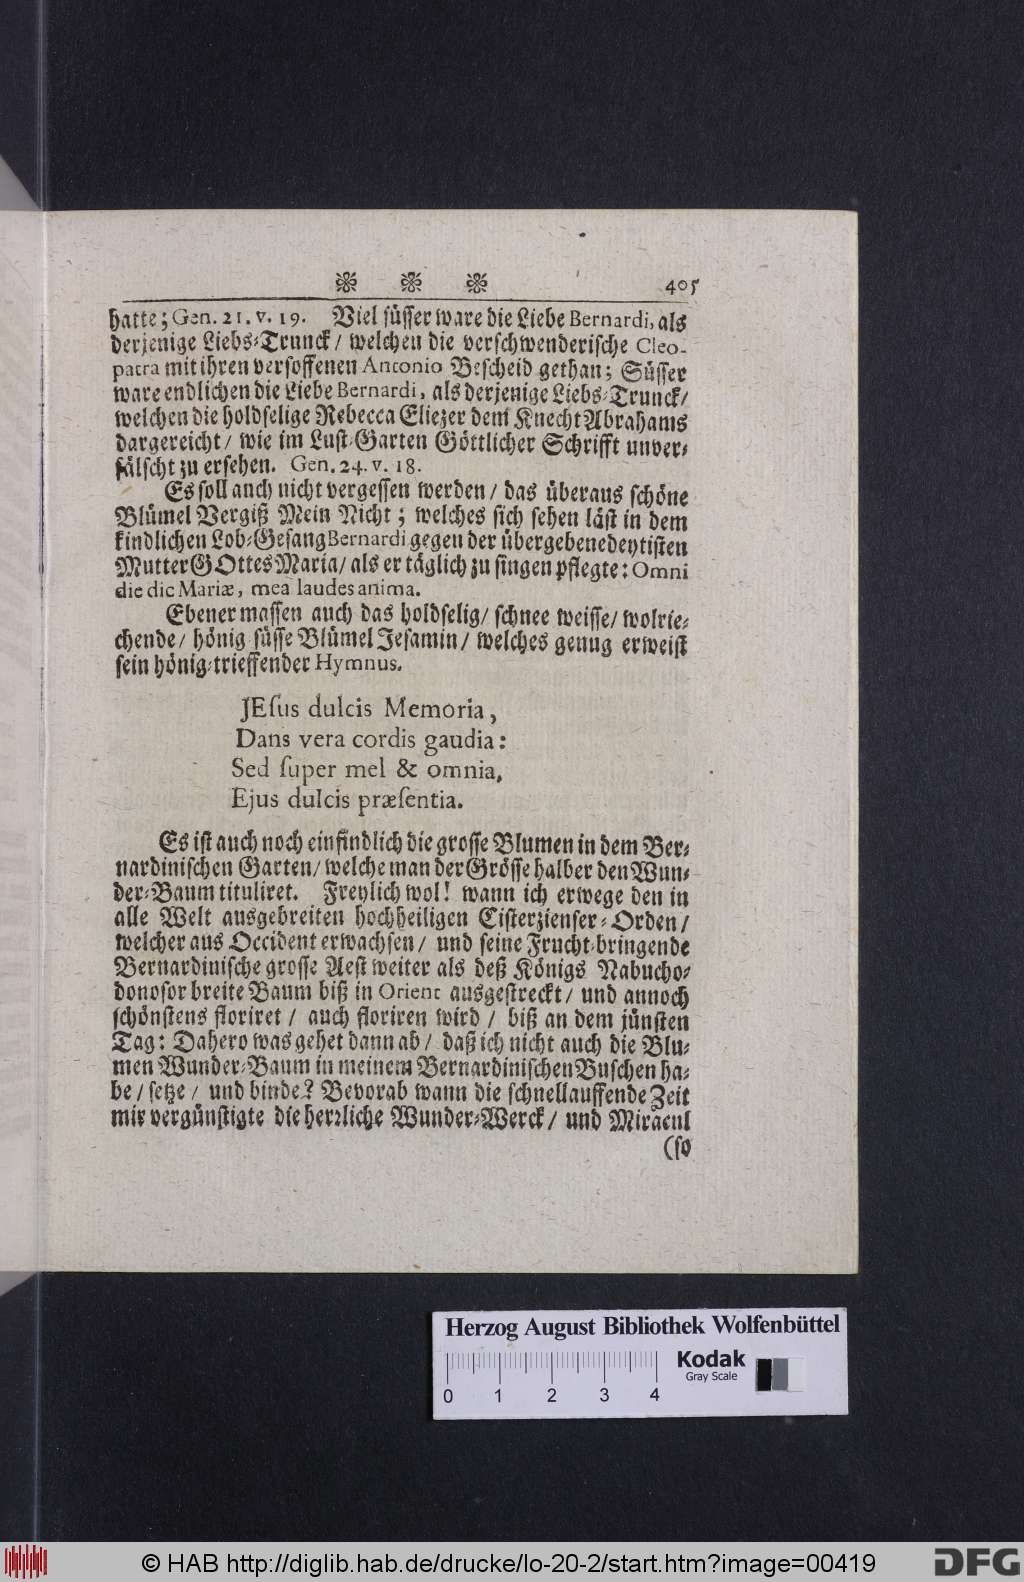 405
hatte; Gen. 21. v. 19. Viel süsser ware die Liebe Bernardi, als
derjenige Liebs-Trunck / welchen die verschwenderische Cleo-
patra mit ihren versoffenen Antonio Bescheid gethan; Süsser
ware endlichen die Liebe Bernardi, als derjenige Liebs-Trunck/
welchen die holdselige Rebecca Eliezer dem Knecht Abrahams
dargereicht / wie im Lust-Garten Göttlicher Schrifft unver-
fälscht zu ersehen. Gen. 24. v. 18.
Es soll auch nicht vergessen werden / das überaus schöne
Blümel Vergiß Mein Nicht; welches sich sehen läst in dem
kindlichen Lob-Gesang Bernardi gegen der übergebenedeytisten
Mutter GOttes Maria / als er täglich zu singen pflegte: Omni
die dic Mariæ, mea laudes anima.
Ebener massen auch das holdselig / schnee weisse / wolrie-
chende / hönig süsse Blümel Jesamin / welches genug erweist
sein hönig-trieffender Hymnus.
JEsus dulcis Memoria,
Dans vera cordis gaudia:
Sed super mel & omnia,
Ejus dulcis præsentia.
Es ist auch noch einfindlich die grosse Blumen in dem Ber-
nardinischen Garten / welche man der Grösse halber den Wun-
der-Baum tituliret. Freylich wol! wann ich erwege den in
alle Welt ausgebreiten hochheiligen Cisterzienser-Orden /
welcher aus Occident erwachsen / und seine Frucht-bringende
Bernardinische grosse Aest weiter als deß Königs Nabucho-
donosor breite Baum biß in Orient ausgestreckt / und annoch
schönstens floriret / auch floriren wird / biß an dem jünsten
Tag: Dahero was gehet dann ab / daß ich nicht auch die Blu-
men Wunder-Baum in meinem Bernardinischen Buschen ha-
be / setze / und binde? Bevorab wann die schnellauffende Zeit
mir vergünstigte die herrliche Wunder-Werck / und Miracul
(so
Herzog August Bibliothek Wolfenbüttel
0 1 2 3 4
Kodak
Gray Scale
© HAB http://diglib.hab.de/drucke/lo-20-2/start.htm?image=00419
DFG